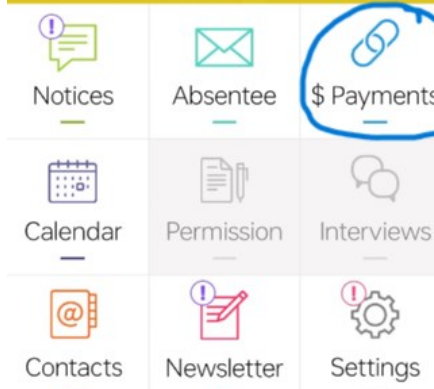 Notices Absentee $ Payments
Calendar Permission Interviews
Contacts Newsletter Settings